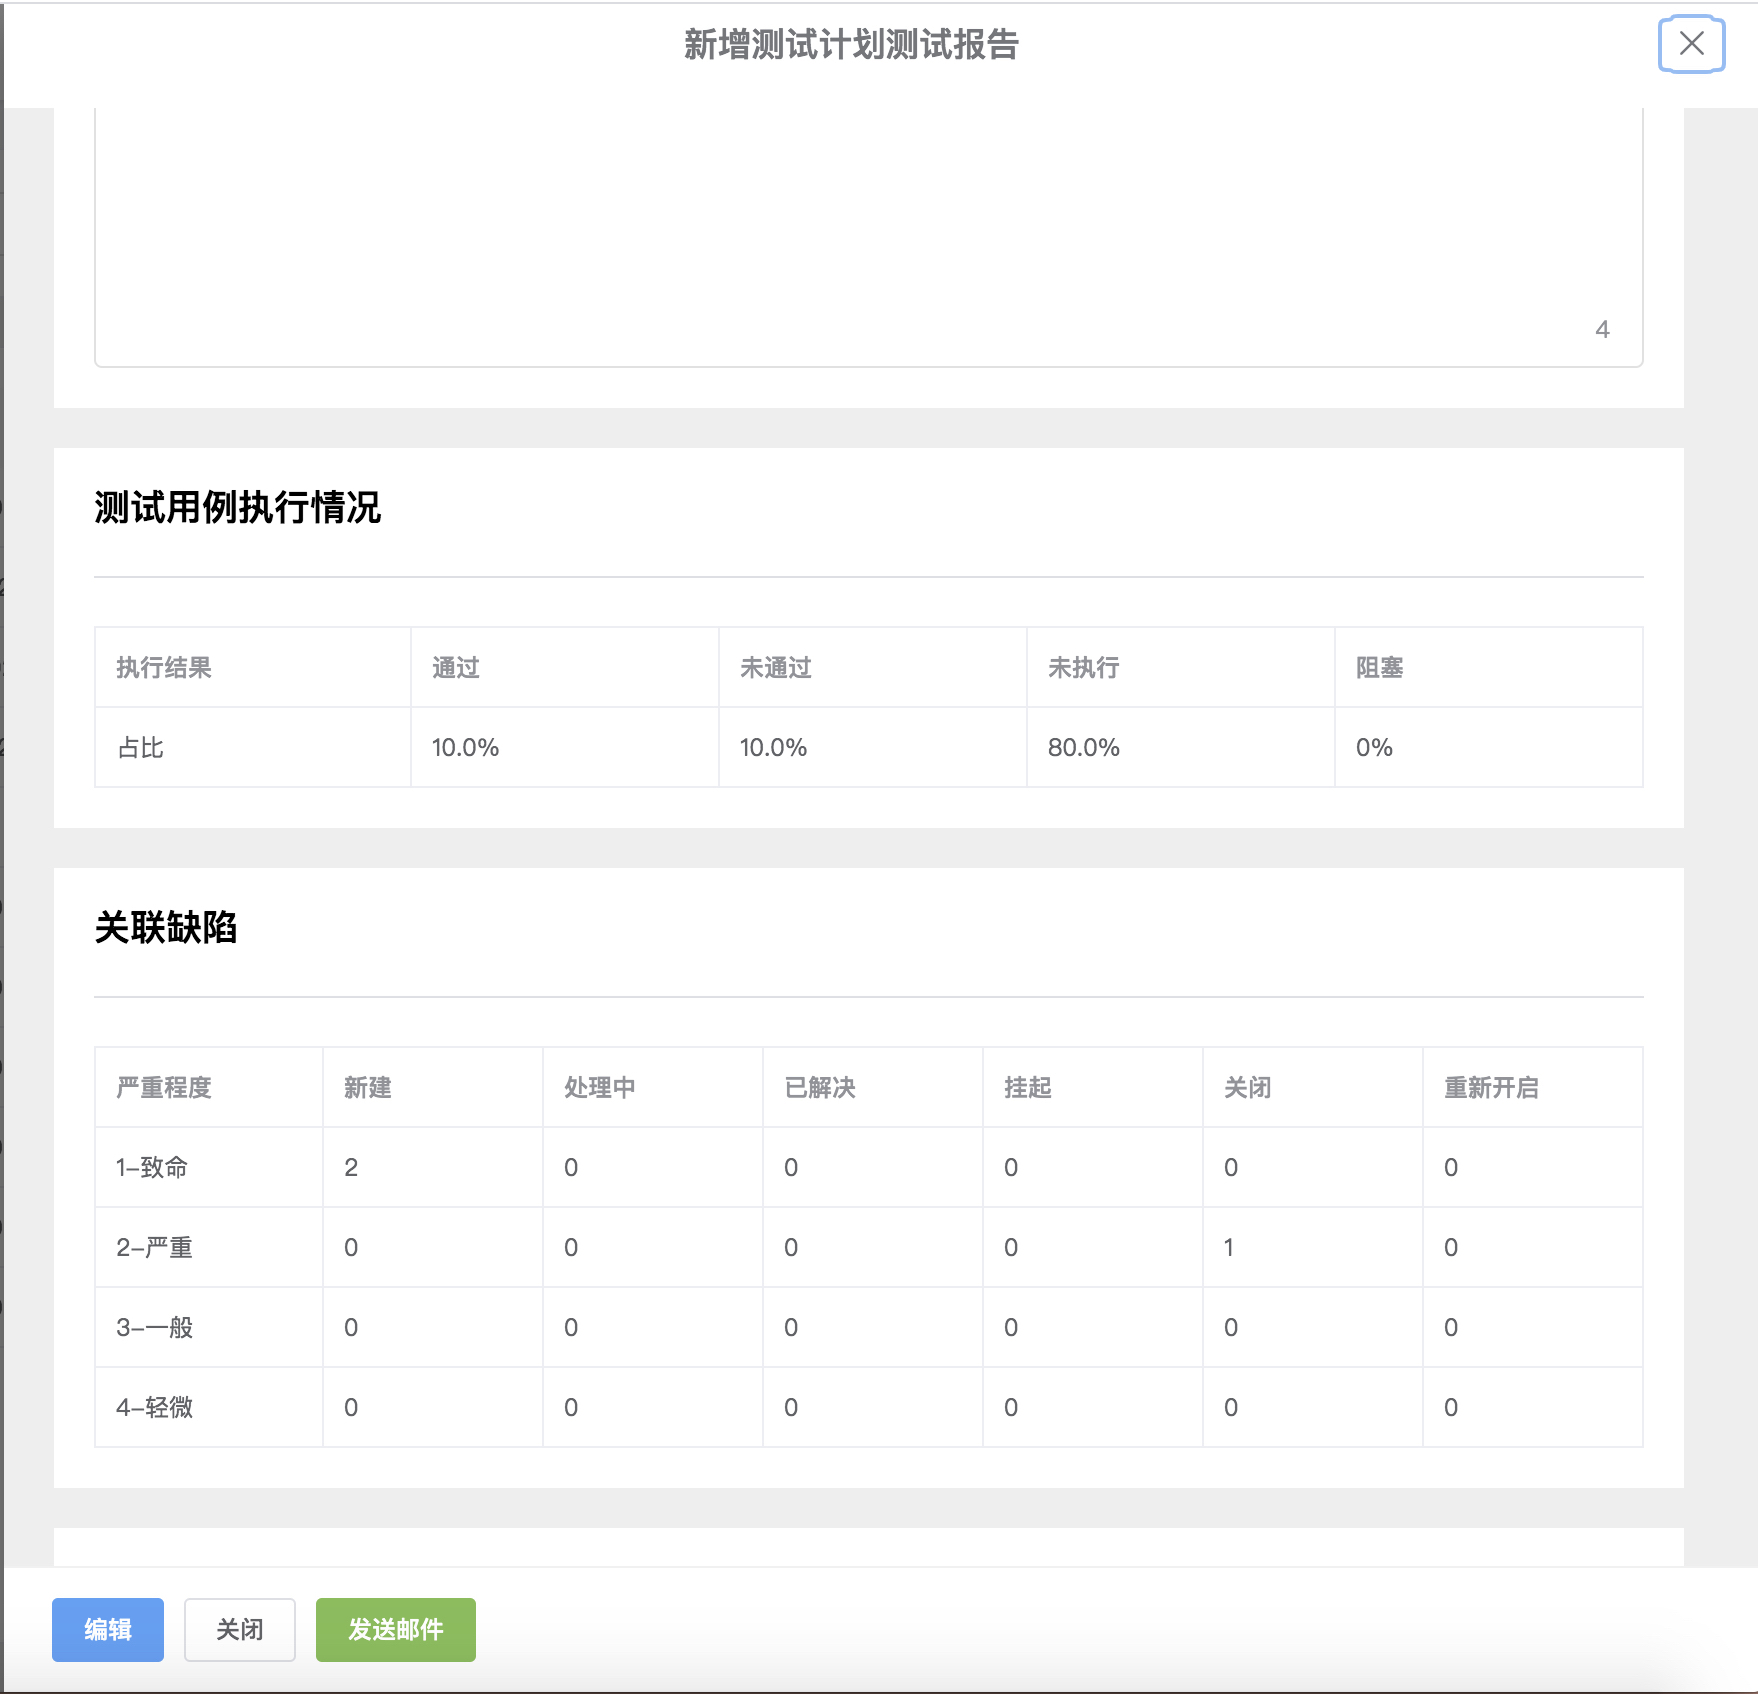 新增测试计划测试报告
4
测试用例执行情况
执行结果 通过 未通过 未执行 阻塞
占比 10.0% 10.0% 80.0% 0%
关联缺陷
严重程度 新建 处理中 已解决 挂起 关闭 重新开启
1-致命 2 0 0 0 0 0
2-严重 0 0 0 0 1 0
3-一般 0 0 0 0 0 0
4-轻微 0 0 0 0 0 0
编辑 关闭 发送邮件